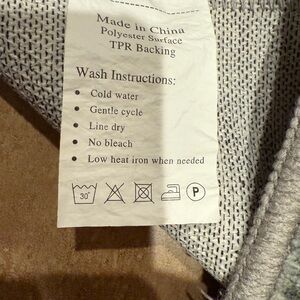 Made in China
Polyester Surface
TPR Backing
Wash Instructions:
• Cold water
• Gentle cycle
• Line dry
• No bleach
• Low heat iron when needed
30° P